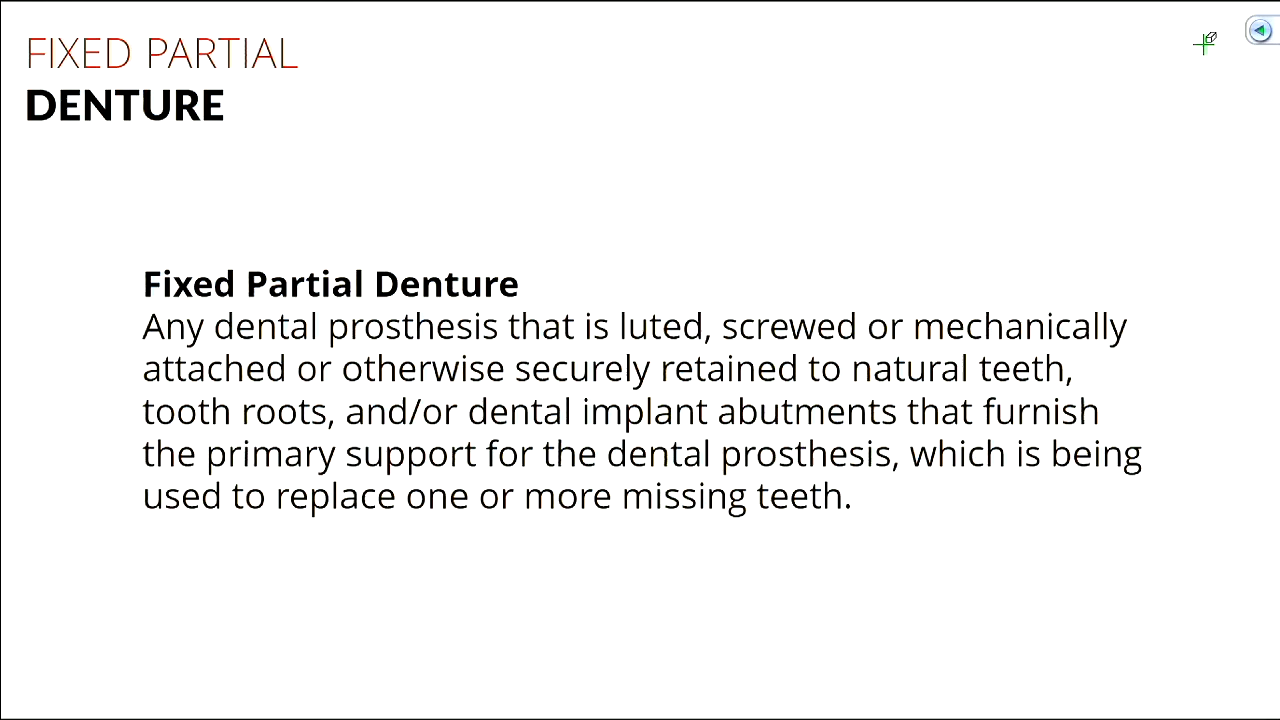 FIXED PARTIAL
DENTURE
Fixed Partial Denture
Any dental prosthesis that is luted, screwed or mechanically
attached or otherwise securely retained to natural teeth,
tooth roots, and/or dental implant abutments that furnish
the primary support for the dental prosthesis, which is being
used to replace one or more missing teeth.